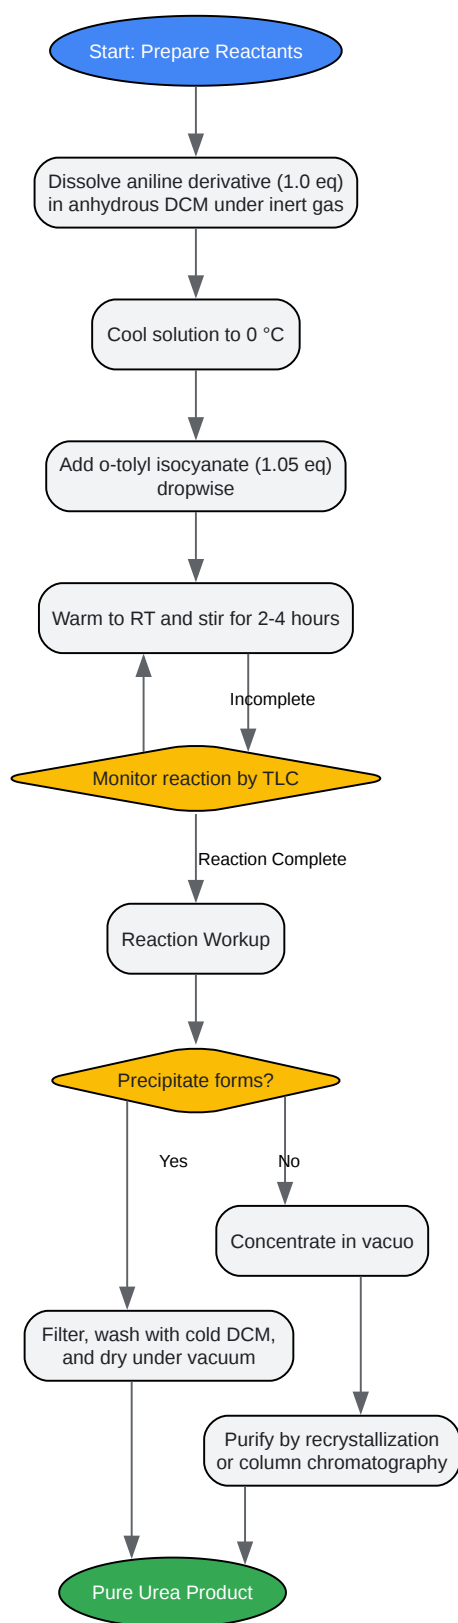 Start: Prepare Reactants
Dissolve aniline derivative (1.0 eq)
in anhydrous DCM under inert gas
Cool solution to 0 °C
Add o-tolyl isocyanate (1.05 eq)
dropwise
Warm to RT and stir for 2-4 hours
Incomplete
Monitor reaction by TLC
Reaction Complete
Reaction Workup
Precipitate forms?
Yes
No
Concentrate in vacuo
Filter, wash with cold DCM,
and dry under vacuum
Purify by recrystallization
or column chromatography
Pure Urea Product